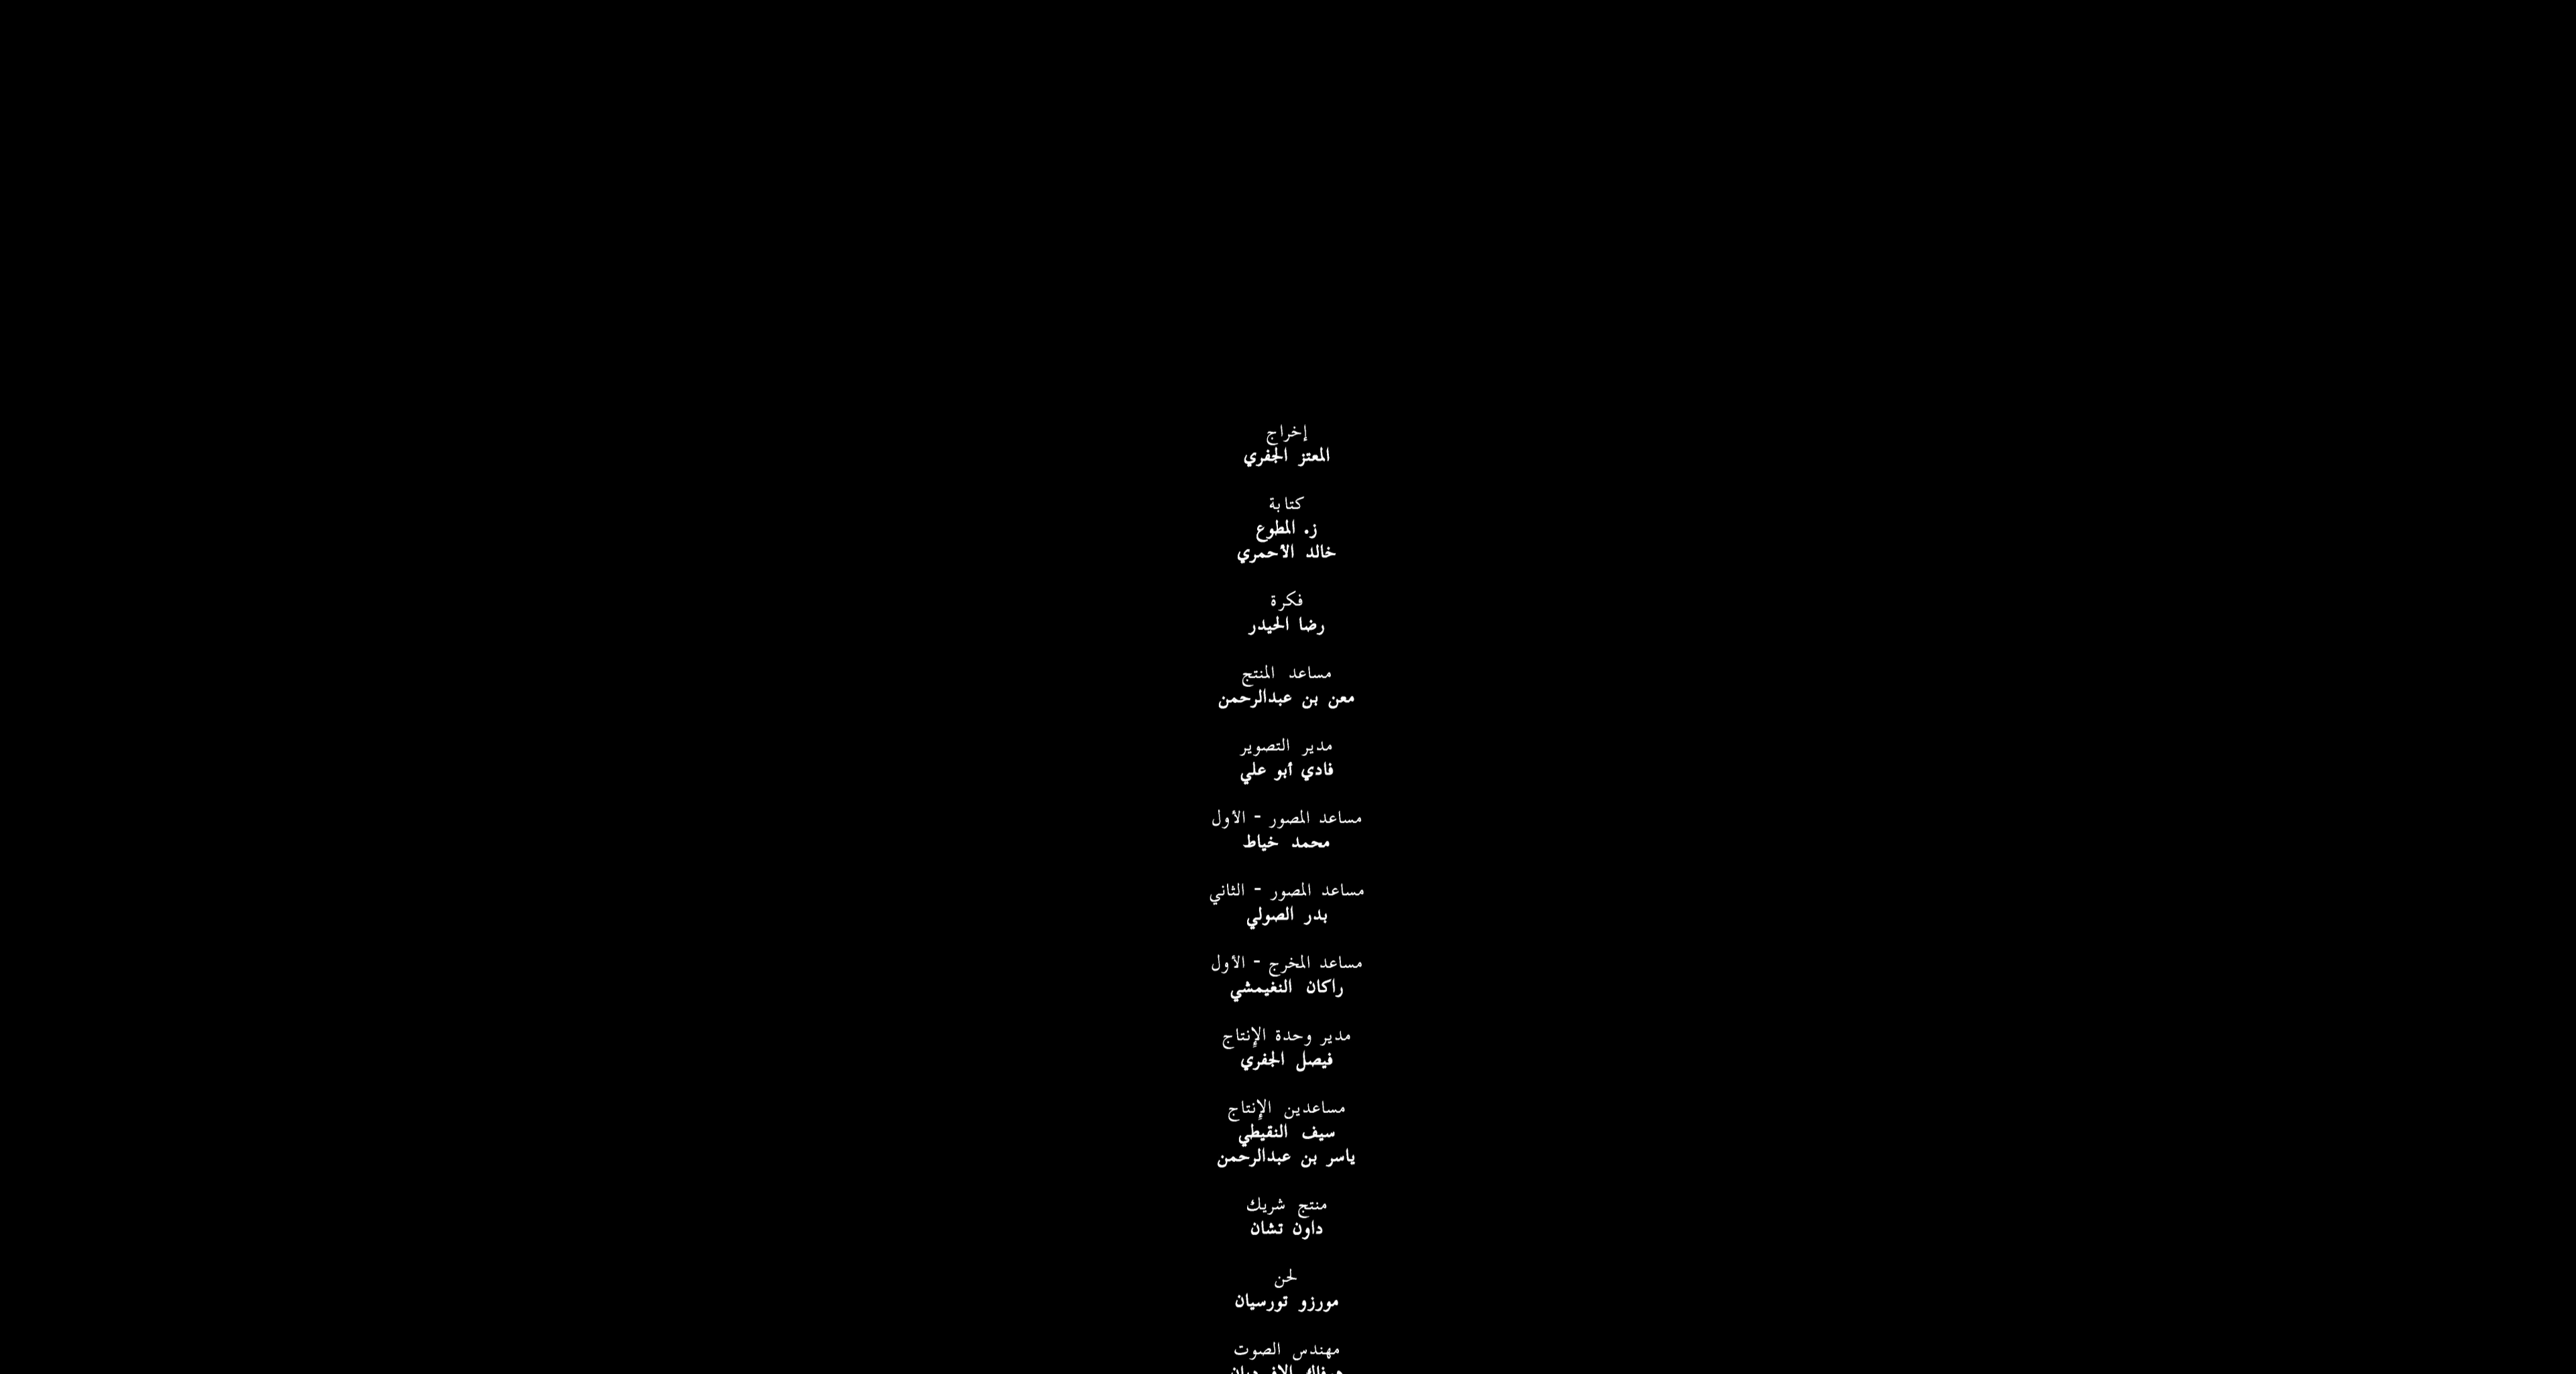 إخراج
المعتز الجفري
كتابة
ز. المطوع
خالد الأحمري
فكرة
رضا الحيدر
مساعد المنتج
معن بن عبدالرحمن
مدير التصوير
فادي أبو علي
مساعد المصور - الأول
محمد خياط
مساعد المصور - الثاني
بدر الصولي
مساعد المخرج - الأول
راكان النغيمشي
مدير وحدة الإنتاج
فيصل الجفري
مساعدين الإنتاج
سيف النقيطي
ياسر بن عبدالرحمن
منتج شريك
داون تشان
لحن
مورزو تورسيان
مهندس الصوت